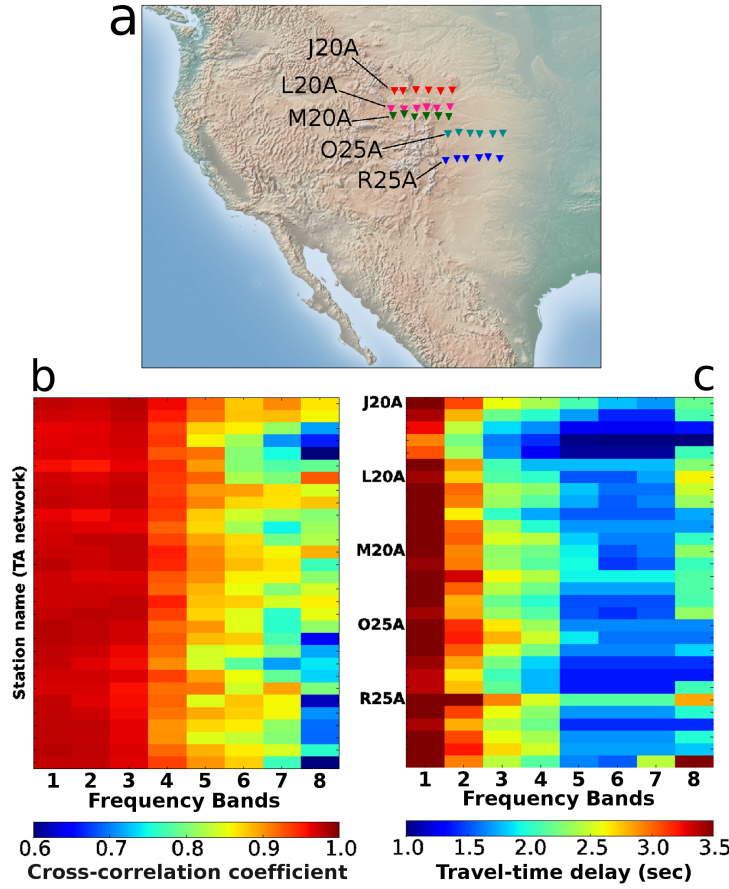 a
J20A
L20A
M20A
O25A
R25A
b
c
Station name (TA network)
J20A
L20A
M20A
O25A
R25A
1 2 3 4 5 6 7 8
Frequency Bands
1 2 3 4 5 6 7 8
Frequency Bands
0.6 0.7 0.8 0.9 1.0
Cross-correlation coefficient
1.0 1.5 2.0 2.5 3.0 3.5
Travel-time delay (sec)